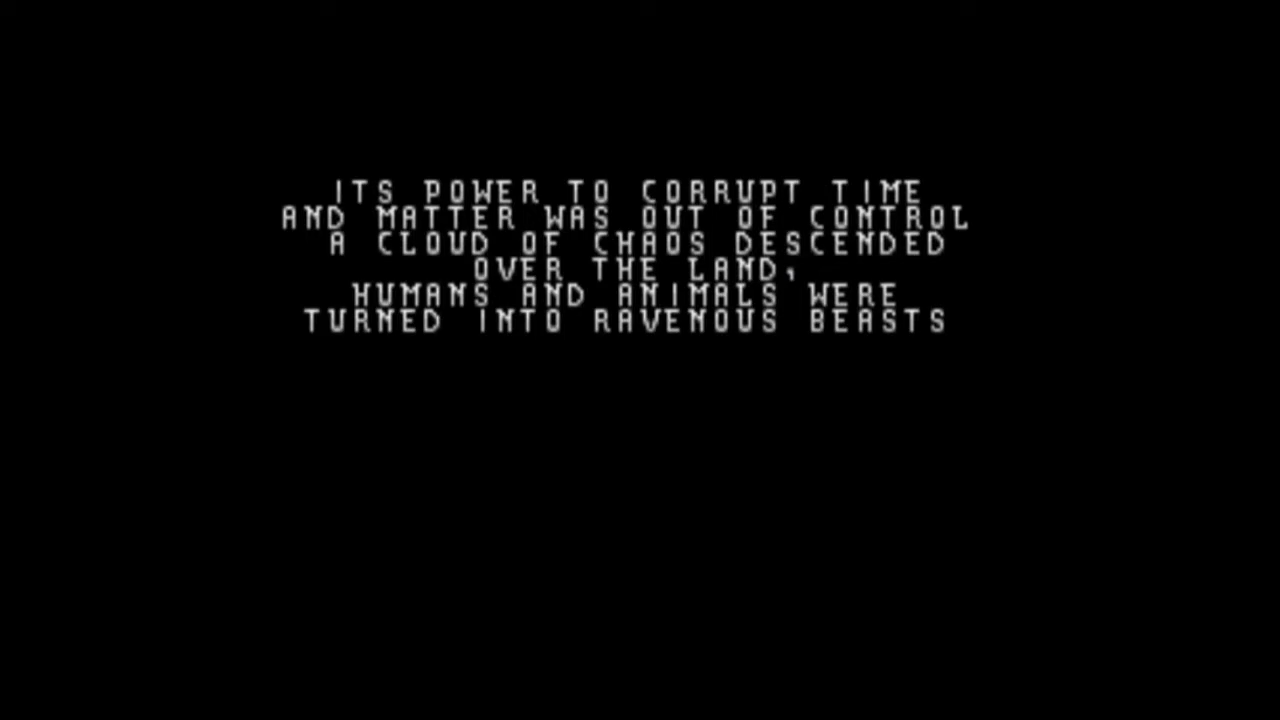 ITS POWER TO CORRUPT TIME
AND MATTER WAS OUT OF CONTROL
A CLOUD OF CHAOS DESCENDED
OVER THE LAND,
HUMANS AND ANIMALS WERE
TURNED INTO RAVENOUS BEASTS